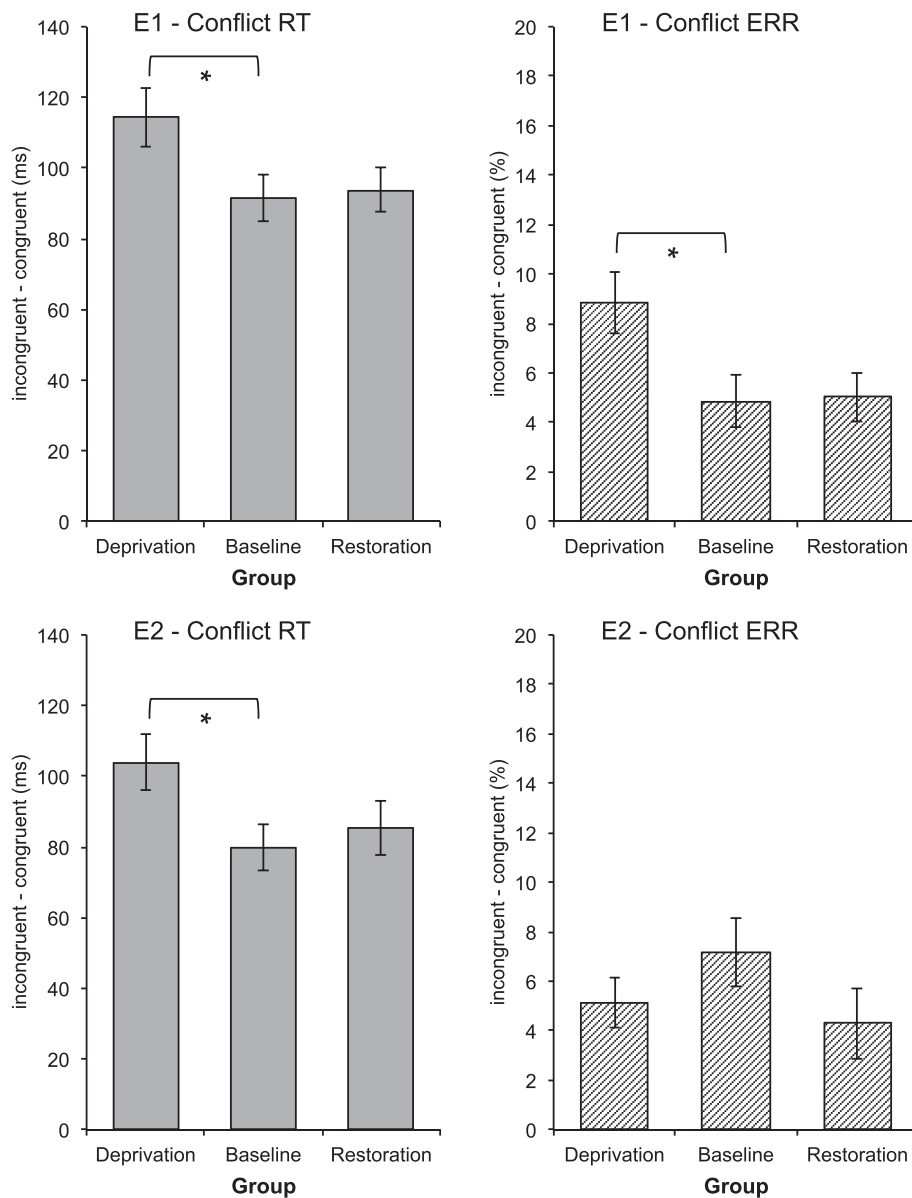 E1 - Conflict RT
incongruent - congruent (ms)
140
120
100
80
60
40
20
0
*
Deprivation Baseline Restoration
Group
E1 - Conflict ERR
incongruent - congruent (%)
20
18
16
14
12
10
8
6
4
2
0
*
Deprivation Baseline Restoration
Group
E2 - Conflict RT
incongruent - congruent (ms)
140
120
100
80
60
40
20
0
*
Deprivation Baseline Restoration
Group
E2 - Conflict ERR
incongruent - congruent (%)
20
18
16
14
12
10
8
6
4
2
0
Deprivation Baseline Restoration
Group